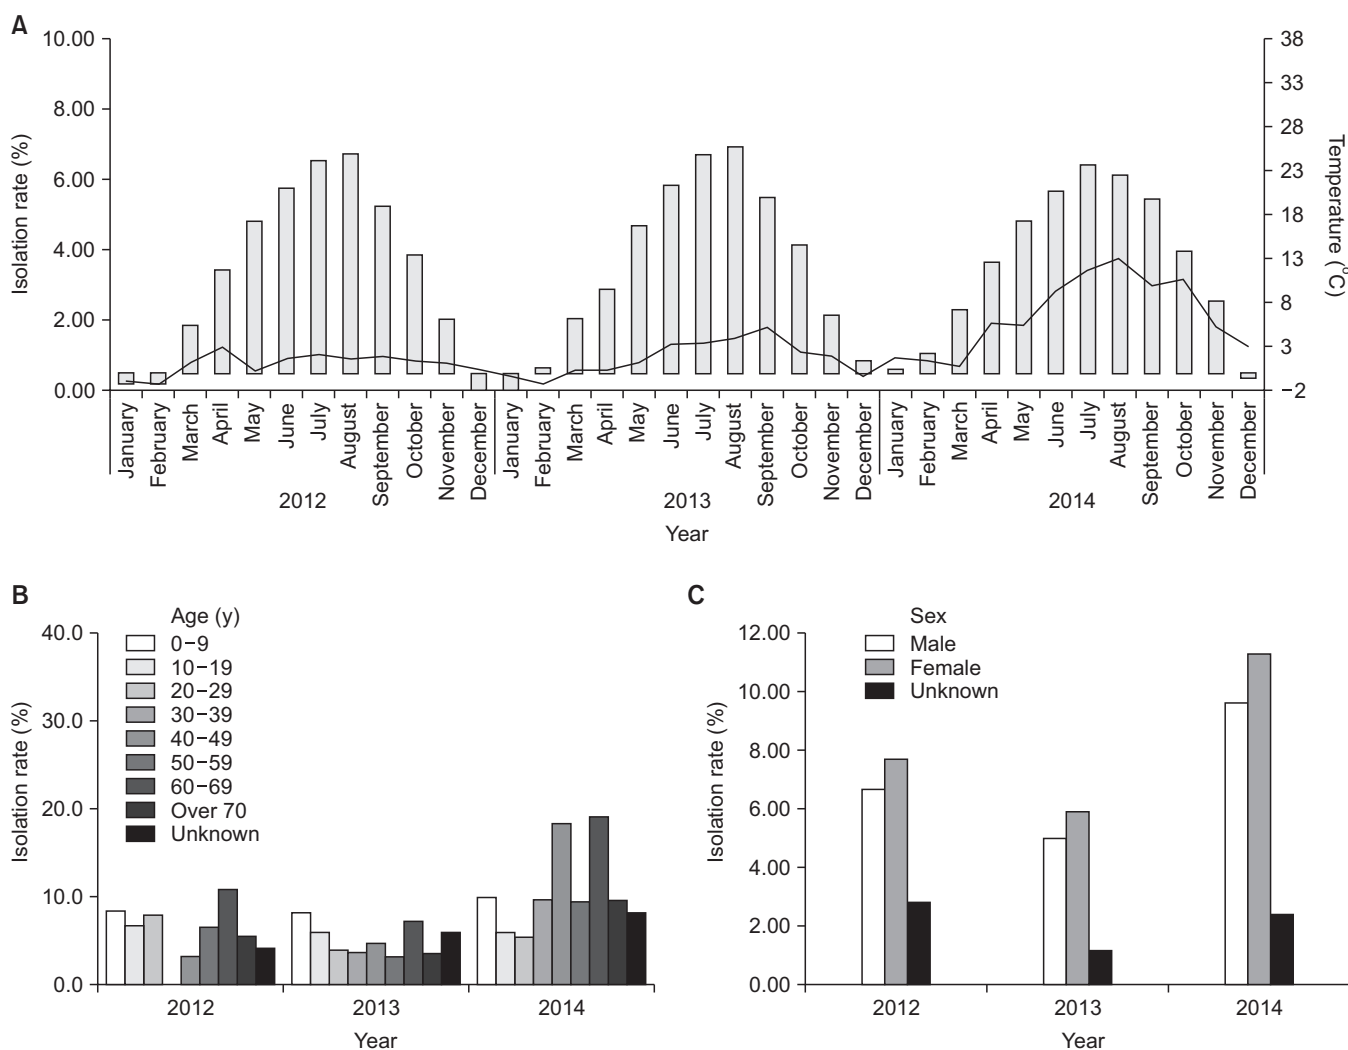 A
10.00
8.00
6.00
4.00
2.00
0.00
Isolation rate (%)
38
33
28
23
18
13
8
3
−2
Temperature (°C)
January
February
March
April
May
June
July
August
September
October
November
December
January
February
March
April
May
June
July
August
September
October
November
December
January
February
March
April
May
June
July
August
September
October
November
December
2012
2013
2014
Year
B
Age (y)
0−9
10−19
20−29
30−39
40−49
50−59
60−69
Over 70
Unknown
40.0
30.0
20.0
10.0
0.0
Isolation rate (%)
2012
2013
2014
Year
C
Sex
Male
Female
Unknown
12.00
10.00
8.00
6.00
4.00
2.00
0.00
Isolation rate (%)
2012
2013
2014
Year